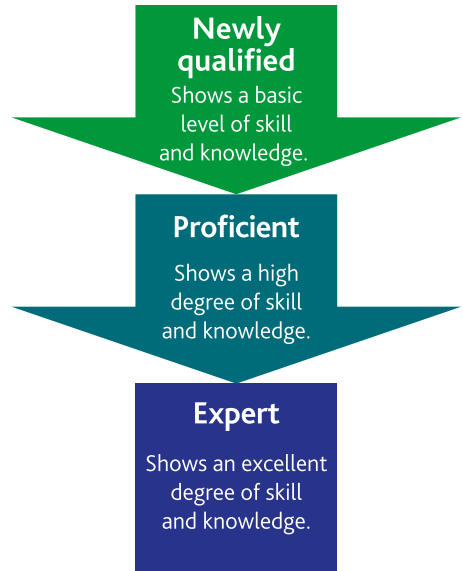 Newly
qualified
Shows a basic
level of skill
and knowledge.
Proficient
Shows a high
degree of skill
and knowledge.
Expert
Shows an excellent
degree of skill
and knowledge.